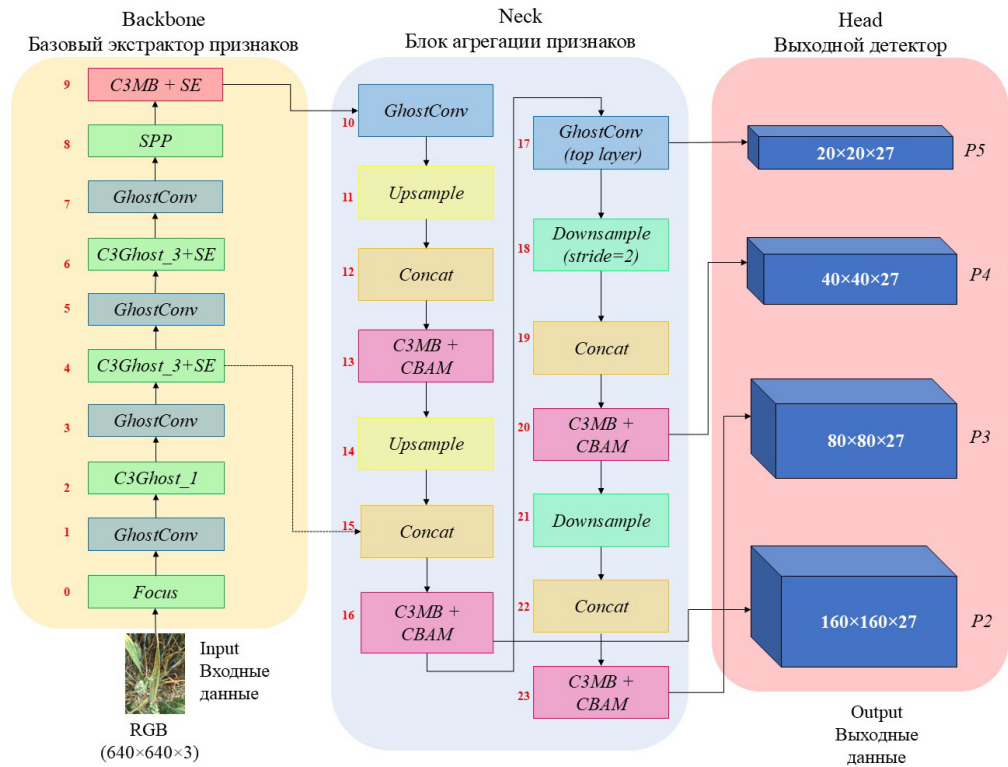 Backbone
Базовый экстрактор признаков
9
C3MB + SE
8
SPP
7
GhostConv
6
C3Ghost_3+SE
5
GhostConv
4
C3Ghost_3+SE
3
GhostConv
2
C3Ghost_1
1
GhostConv
0
Focus
Input
Входные
данные
RGB
(640×640×3)
Neck
Блок агрегации признаков
10
GhostConv
11
Upsample
12
Concat
13
C3MB +
CBAM
14
Upsample
15
Concat
16
C3MB +
CBAM
17
GhostConv
(top layer)
18
Downsample
(stride=2)
19
Concat
20
C3MB +
CBAM
21
Downsample
22
Concat
23
C3MB +
CBAM
Head
Выходной детектор
20×20×27
P5
40×40×27
P4
80×80×27
P3
160×160×27
P2
Output
Выходные
данные